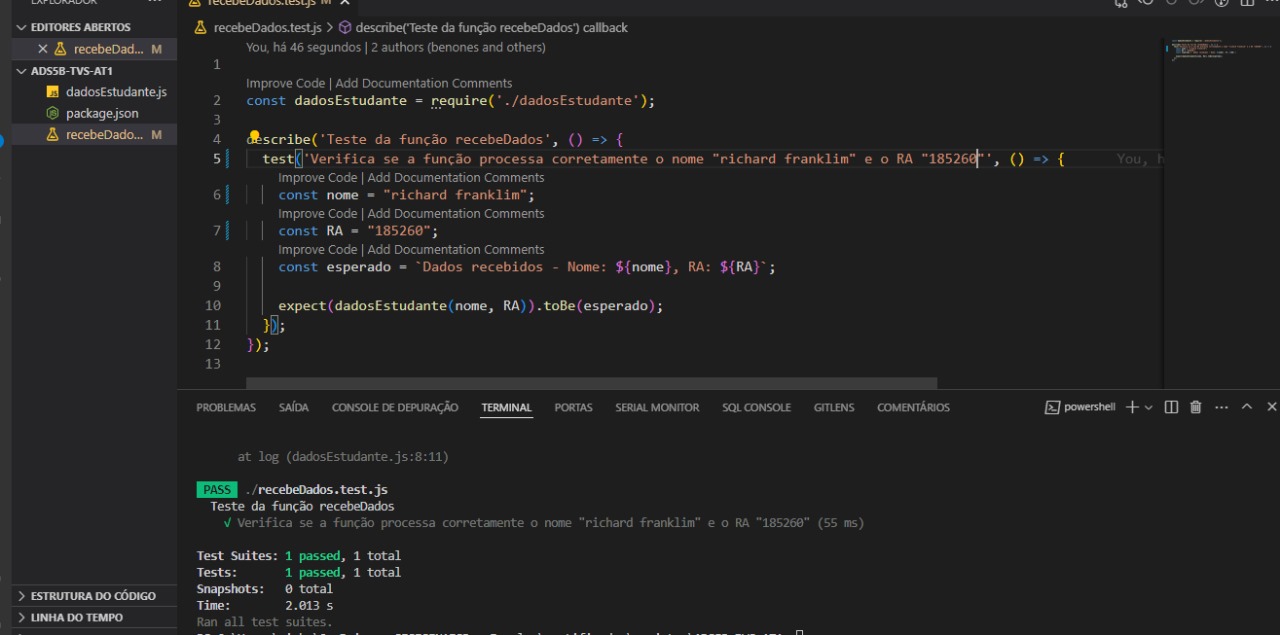 EXPLORADOR
recebeDados.test.js M
EDITORES ABERTOS
recebeDad... M
ADS5B-TVS-AT1
dadosEstudante.js
package.json
recebeDado... M
recebeDados.test.js > describe('Teste da função recebeDados') callback
You, há 46 segundos | 2 authors (benones and others)
1
Improve Code | Add Documentation Comments
2 const dadosEstudante = require('./dadosEstudante');
3
4 describe('Teste da função recebeDados', () => {
5 test('Verifica se a função processa corretamente o nome "richard franklim" e o RA "185260"', () => { You, h
Improve Code | Add Documentation Comments
6 const nome = "richard franklim";
Improve Code | Add Documentation Comments
7 const RA = "185260";
Improve Code | Add Documentation Comments
8 const esperado = `Dados recebidos - Nome: ${nome}, RA: ${RA}`;
9
10 expect(dadosEstudante(nome, RA)).toBe(esperado);
11 });
12 });
13
PROBLEMAS SAÍDA CONSOLE DE DEPURAÇÃO TERMINAL PORTAS SERIAL MONITOR SQL CONSOLE GITLENS COMENTÁRIOS powershell
at log (dadosEstudante.js:8:11)
PASS ./recebeDados.test.js
Teste da função recebeDados
√ Verifica se a função processa corretamente o nome "richard franklim" e o RA "185260" (55 ms)
Test Suites: 1 passed, 1 total
Tests: 1 passed, 1 total
Snapshots: 0 total
Time: 2.013 s
Ran all test suites.
ESTRUTURA DO CÓDIGO
LINHA DO TEMPO